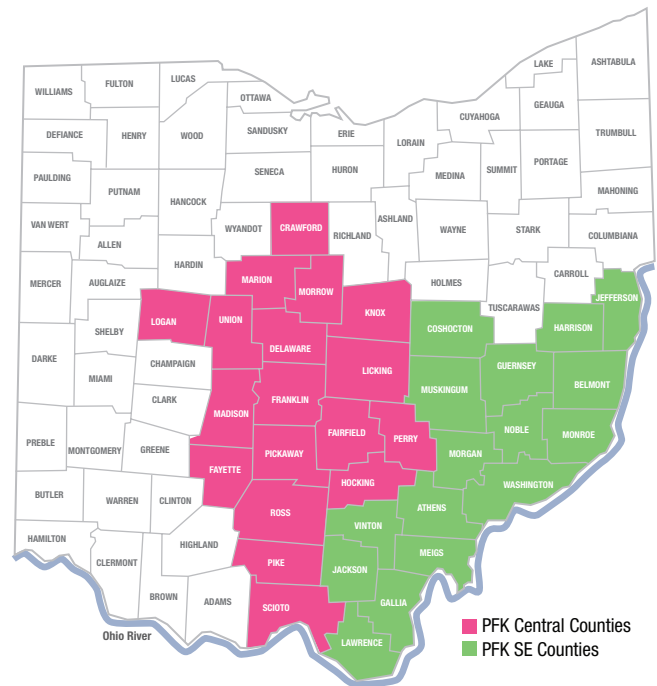 LAKE
ASHTABULA
LUCAS
FULTON
WILLIAMS
OTTAWA
GEAUGA
CUYAHOGA
DEFIANCE
HENRY
WOOD
SANDUSKY
ERIE
LORAIN
TRUMBULL
SENECA
HURON
MEDINA
SUMMIT
PORTAGE
PAULDING
PUTNAM
HANCOCK
MAHONING
VAN WERT
ALLEN
WYANDOT
CRAWFORD
RICHLAND
ASHLAND
WAYNE
STARK
COLUMBIANA
HARDIN
MERCER
AUGLAIZE
MARION
MORROW
HOLMES
CARROLL
TUSCARAWAS
JEFFERSON
LOGAN
UNION
KNOX
COSHOCTON
HARRISON
SHELBY
DARKE
CHAMPAIGN
DELAWARE
LICKING
GUERNSEY
MIAMI
CLARK
MUSKINGUM
BELMONT
MADISON
FRANKLIN
PREBLE
MONTGOMERY
GREENE
FAIRFIELD
PERRY
NOBLE
MONROE
FAYETTE
PICKAWAY
MORGAN
HOCKING
WASHINGTON
BUTLER
WARREN
CLINTON
ROSS
ATHENS
VINTON
HAMILTON
HIGHLAND
MEIGS
CLERMONT
PIKE
JACKSON
BROWN
ADAMS
SCIOTO
GALLIA
LAWRENCE
Ohio River
PFK Central Counties
PFK SE Counties